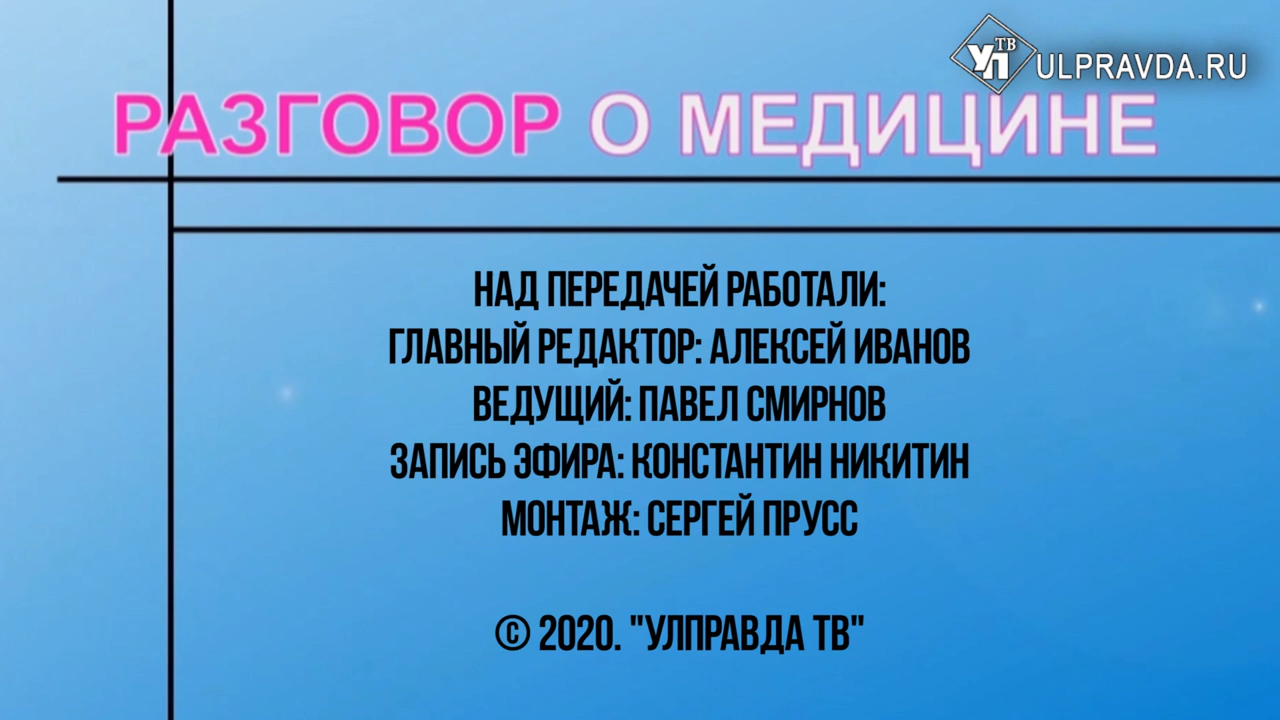 УП ТВ ULPRAVDA.RU
РАЗГОВОР О МЕДИЦИНЕ
НАД ПЕРЕДАЧЕЙ РАБОТАЛИ:
ГЛАВНЫЙ РЕДАКТОР: АЛЕКСЕЙ ИВАНОВ
ВЕДУЩИЙ: ПАВЕЛ СМИРНОВ
ЗАПИСЬ ЭФИРА: КОНСТАНТИН НИКИТИН
МОНТАЖ: СЕРГЕЙ ПРУСС
© 2020. "УЛПРАВДА ТВ"